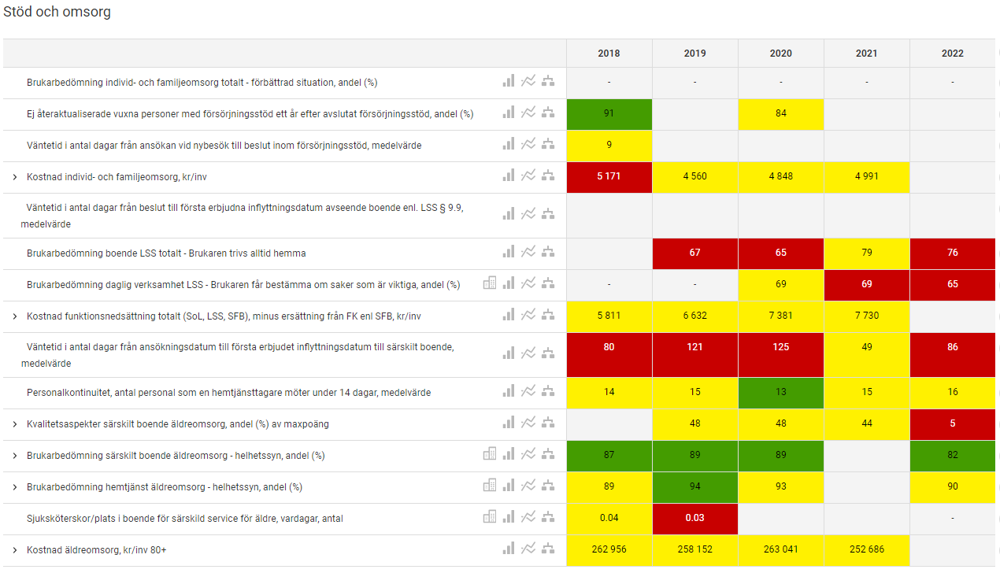 Stöd och omsorg
2018 2019 2020 2021 2022
Brukarbedömning individ- och familjeomsorg totalt - förbättrad situation, andel (%) - - - - -
Ej återaktualiserade vuxna personer med försörjningsstöd ett år efter avslutat försörjningsstöd, andel (%) 91 84
Väntetid i antal dagar från ansökan vid nybesök till beslut inom försörjningsstöd, medelvärde 9
Kostnad individ- och familjeomsorg, kr/inv 5 171 4 560 4 848 4 991
Väntetid i antal dagar från beslut till första erbjudna inflyttningsdatum avseende boende enl. LSS § 9.9,
medelvärde
Brukarbedömning boende LSS totalt - Brukaren trivs alltid hemma 67 65 79 76
Brukarbedömning daglig verksamhet LSS - Brukaren får bestämma om saker som är viktiga, andel (%) - - 69 69 65
Kostnad funktionsnedsättning totalt (SoL, LSS, SFB), minus ersättning från FK enl SFB, kr/inv 5 811 6 632 7 381 7 730
Väntetid i antal dagar från ansökningsdatum till första erbjudet inflyttningsdatum till särskilt boende, 80 121 125 49 86
medelvärde
Personalkontinuitet, antal personal som en hemtjänsttagare möter under 14 dagar, medelvärde 14 15 13 15 16
Kvalitetsaspekter särskilt boende äldreomsorg, andel (%) av maxpoäng 48 48 44 5
Brukarbedömning särskilt boende äldreomsorg - helhetssyn, andel (%) 87 89 89 82
Brukarbedömning hemtjänst äldreomsorg - helhetssyn, andel (%) 89 94 93 90
Sjuksköterskor/plats i boende för särskild service för äldre, vardagar, antal 0.04 0.03 -
Kostnad äldreomsorg, kr/inv 80+ 262 956 258 152 263 041 252 686